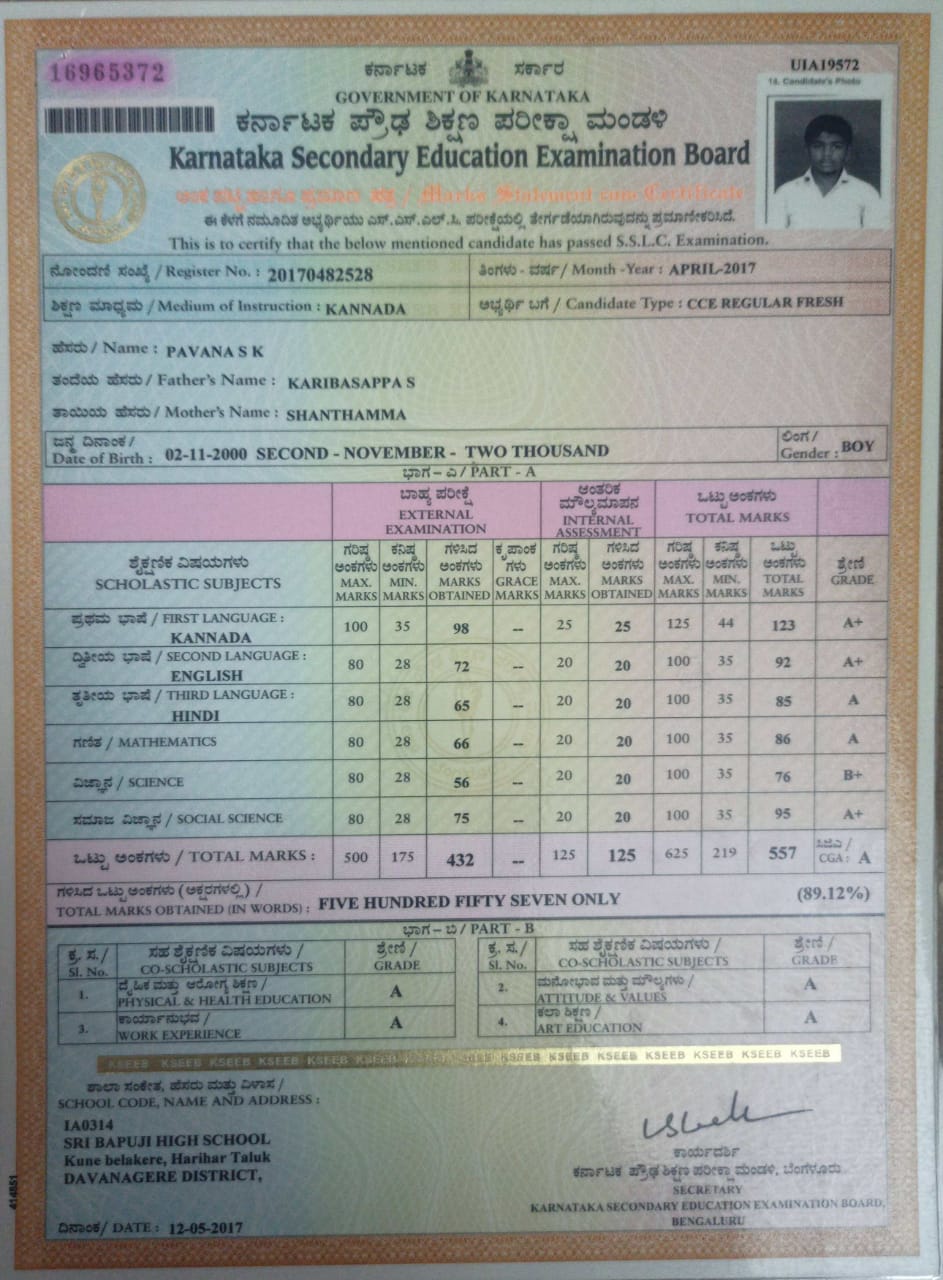 16965372
ಕರ್ನಾಟಕ ಸರ್ಕಾರ
UIA19572
14. Candidate's Photo
GOVERNMENT OF KARNATAKA
ಕರ್ನಾಟಕ ಪ್ರೌಢ ಶಿಕ್ಷಣ ಪರೀಕ್ಷಾ ಮಂಡಳಿ
Karnataka Secondary Education Examination Board
ಅಂಕ ಪಟ್ಟಿ ಹಾಗೂ ಪ್ರಮಾಣ ಪತ್ರ / Marks Statement cum Certificate
ಈ ಕೆಳಗೆ ನಮೂದಿತ ಅಭ್ಯರ್ಥಿಯು ಎಸ್.ಎಸ್.ಎಲ್.ಸಿ. ಪರೀಕ್ಷೆಯಲ್ಲಿ ತೇರ್ಗಡೆಯಾಗಿರುವುದನ್ನು ಪ್ರಮಾಣೀಕರಿಸಿದೆ.
This is to certify that the below mentioned candidate has passed S.S.L.C. Examination.
ನೋಂದಣಿ ಸಂಖ್ಯೆ / Register No. : 20170482528
ತಿಂಗಳು - ವರ್ಷ / Month -Year : APRIL-2017
ಶಿಕ್ಷಣ ಮಾಧ್ಯಮ / Medium of Instruction : KANNADA
ಅಭ್ಯರ್ಥಿ ಬಗೆ / Candidate Type : CCE REGULAR FRESH
ಹೆಸರು / Name : PAVANA S K
ತಂದೆಯ ಹೆಸರು / Father's Name : KARIBASAPPA S
ತಾಯಿಯ ಹೆಸರು / Mother's Name : SHANTHAMMA
ಜನ್ಮ ದಿನಾಂಕ /
Date of Birth : 02-11-2000 SECOND - NOVEMBER - TWO THOUSAND
ಲಿಂಗ /
Gender : BOY
ಭಾಗ – ಎ / PART - A
ಬಾಹ್ಯ ಪರೀಕ್ಷೆ
EXTERNAL
EXAMINATION
ಆಂತರಿಕ
ಮೌಲ್ಯಮಾಪನ
INTERNAL
ASSESSMENT
ಒಟ್ಟು ಅಂಕಗಳು
TOTAL MARKS
ಶೈಕ್ಷಣಿಕ ವಿಷಯಗಳು
SCHOLASTIC SUBJECTS
ಗರಿಷ್ಠ ಅಂಕಗಳು MAX. MARKS
ಕನಿಷ್ಠ ಅಂಕಗಳು MIN. MARKS
ಗಳಿಸಿದ ಅಂಕಗಳು MARKS OBTAINED
ಕೃಪಾಂಕ ಗಳು GRACE MARKS
ಗರಿಷ್ಠ ಅಂಕಗಳು MAX. MARKS
ಗಳಿಸಿದ ಅಂಕಗಳು MARKS OBTAINED
ಗರಿಷ್ಠ ಅಂಕಗಳು MAX. MARKS
ಕನಿಷ್ಠ ಅಂಕಗಳು MIN. MARKS
ಒಟ್ಟು ಅಂಕಗಳು TOTAL MARKS
ಶ್ರೇಣಿ GRADE
ಪ್ರಥಮ ಭಾಷೆ / FIRST LANGUAGE :
KANNADA 100 35 98 -- 25 25 125 44 123 A+
ದ್ವಿತೀಯ ಭಾಷೆ / SECOND LANGUAGE :
ENGLISH 80 28 72 -- 20 20 100 35 92 A+
ತೃತೀಯ ಭಾಷೆ / THIRD LANGUAGE :
HINDI 80 28 65 -- 20 20 100 35 85 A
ಗಣಿತ / MATHEMATICS 80 28 66 -- 20 20 100 35 86 A
ವಿಜ್ಞಾನ / SCIENCE 80 28 56 -- 20 20 100 35 76 B+
ಸಮಾಜ ವಿಜ್ಞಾನ / SOCIAL SCIENCE 80 28 75 -- 20 20 100 35 95 A+
ಒಟ್ಟು ಅಂಕಗಳು / TOTAL MARKS : 500 175 432 -- 125 125 625 219 557 ಸಿಜಿಎ / CGA : A
ಗಳಿಸಿದ ಒಟ್ಟು ಅಂಕಗಳು (ಅಕ್ಷರಗಳಲ್ಲಿ) /
TOTAL MARKS OBTAINED (IN WORDS) : FIVE HUNDRED FIFTY SEVEN ONLY (89.12%)
ಭಾಗ – ಬಿ / PART - B
ಕ್ರ. ಸ./ Sl. No.
ಸಹ ಶೈಕ್ಷಣಿಕ ವಿಷಯಗಳು / CO-SCHOLASTIC SUBJECTS
ಶ್ರೇಣಿ / GRADE
ಕ್ರ. ಸ./ Sl. No.
ಸಹ ಶೈಕ್ಷಣಿಕ ವಿಷಯಗಳು / CO-SCHOLASTIC SUBJECTS
ಶ್ರೇಣಿ / GRADE
1. ದೈಹಿಕ ಮತ್ತು ಆರೋಗ್ಯ ಶಿಕ್ಷಣ / PHYSICAL & HEALTH EDUCATION A
2. ಮನೋಭಾವ ಮತ್ತು ಮೌಲ್ಯಗಳು / ATTITUDE & VALUES A
3. ಕಾರ್ಯಾನುಭವ / WORK EXPERIENCE A
4. ಕಲಾ ಶಿಕ್ಷಣ / ART EDUCATION A
KSEEB KSEEB KSEEB KSEEB KSEEB KSEEB KSEEB KSEEB KSEEB KSEEB KSEEB KSEEB KSEEB KSEEB KSEEB
ಶಾಲಾ ಸಂಕೇತ, ಹೆಸರು ಮತ್ತು ವಿಳಾಸ /
SCHOOL CODE, NAME AND ADDRESS :
IA0314
SRI BAPUJI HIGH SCHOOL
Kune belakere, Harihar Taluk
DAVANAGERE DISTRICT,
ಕಾರ್ಯದರ್ಶಿ
ಕರ್ನಾಟಕ ಪ್ರೌಢ ಶಿಕ್ಷಣ ಪರೀಕ್ಷಾ ಮಂಡಳಿ, ಬೆಂಗಳೂರು
SECRETARY
KARNATAKA SECONDARY EDUCATION EXAMINATION BOARD,
BENGALURU
414851
ದಿನಾಂಕ / DATE : 12-05-2017